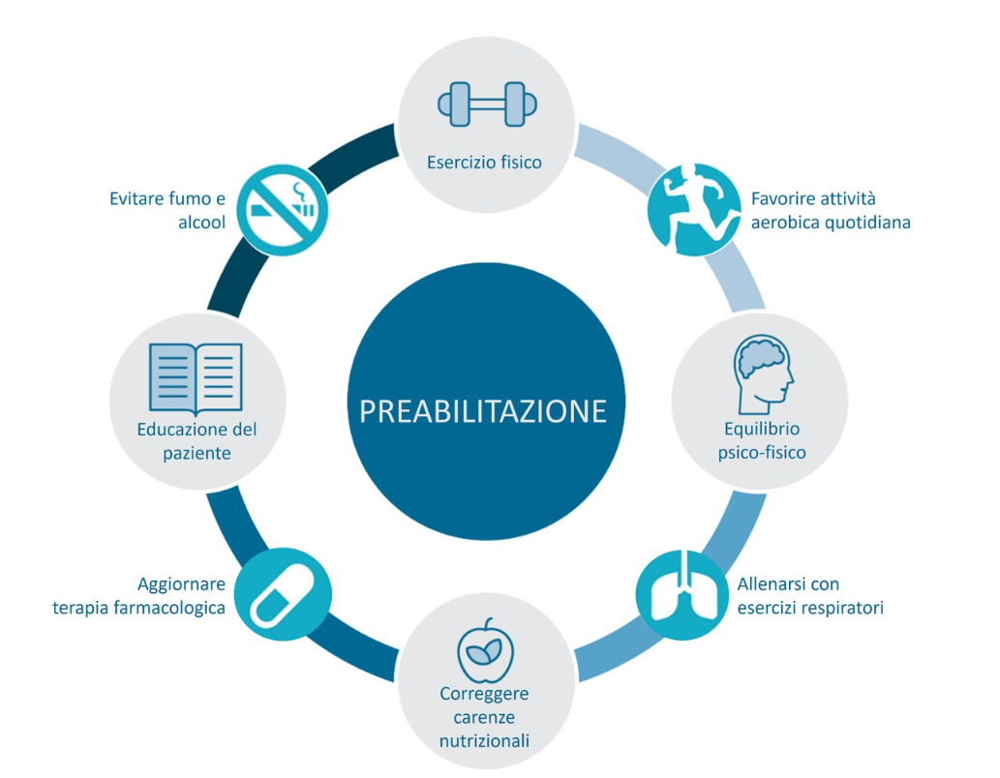 Esercizio fisico
Favorire attività
aerobica quotidiana
Equilibrio
psico-fisico
Allenarsi con
esercizi respiratori
Correggere
carenze
nutrizionali
Aggiornare
terapia farmacologica
Educazione del
paziente
Evitare fumo e
alcool
PREABILITAZIONE